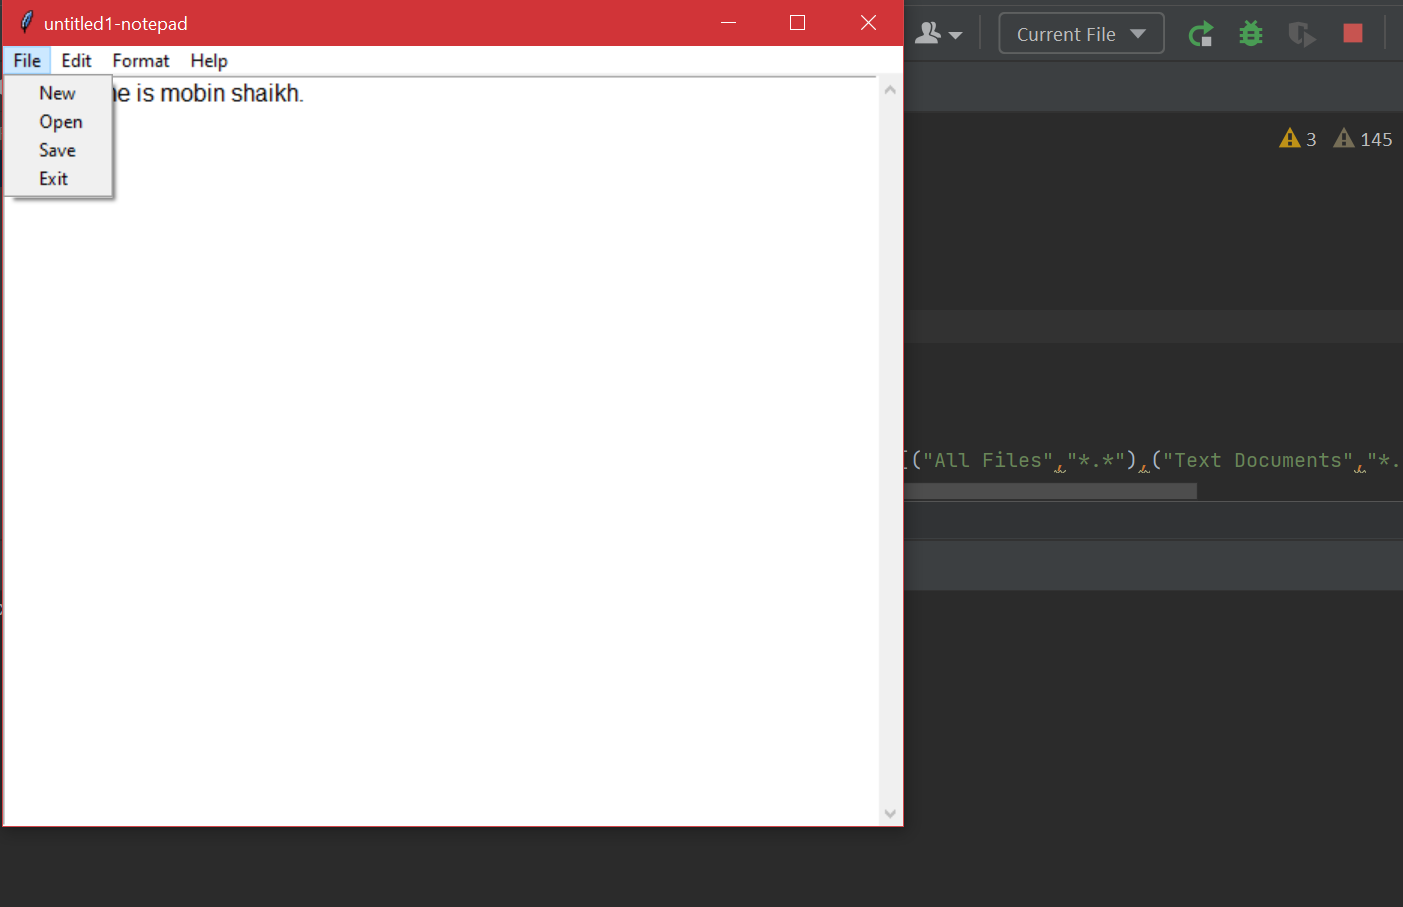 untitled1-notepad
File Edit Format Help
is mobin shaikh.
New
Open
Save
Exit
Current File
3 145
[("All Files","*.*"),("Text Documents","*.